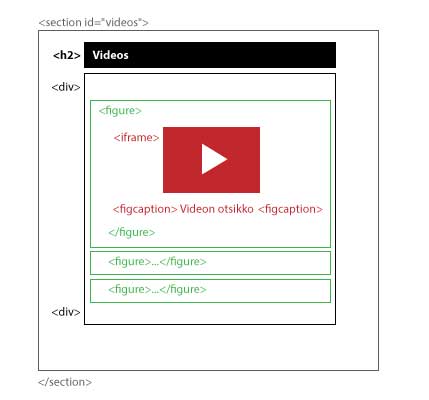 <section id="videos">
<h2> Videos
<div>
<figure>
<iframe>
<figcaption> Videon otsikko <figcaption>
</figure>
<figure>...</figure>
<figure>...</figure>
<div>
</section>